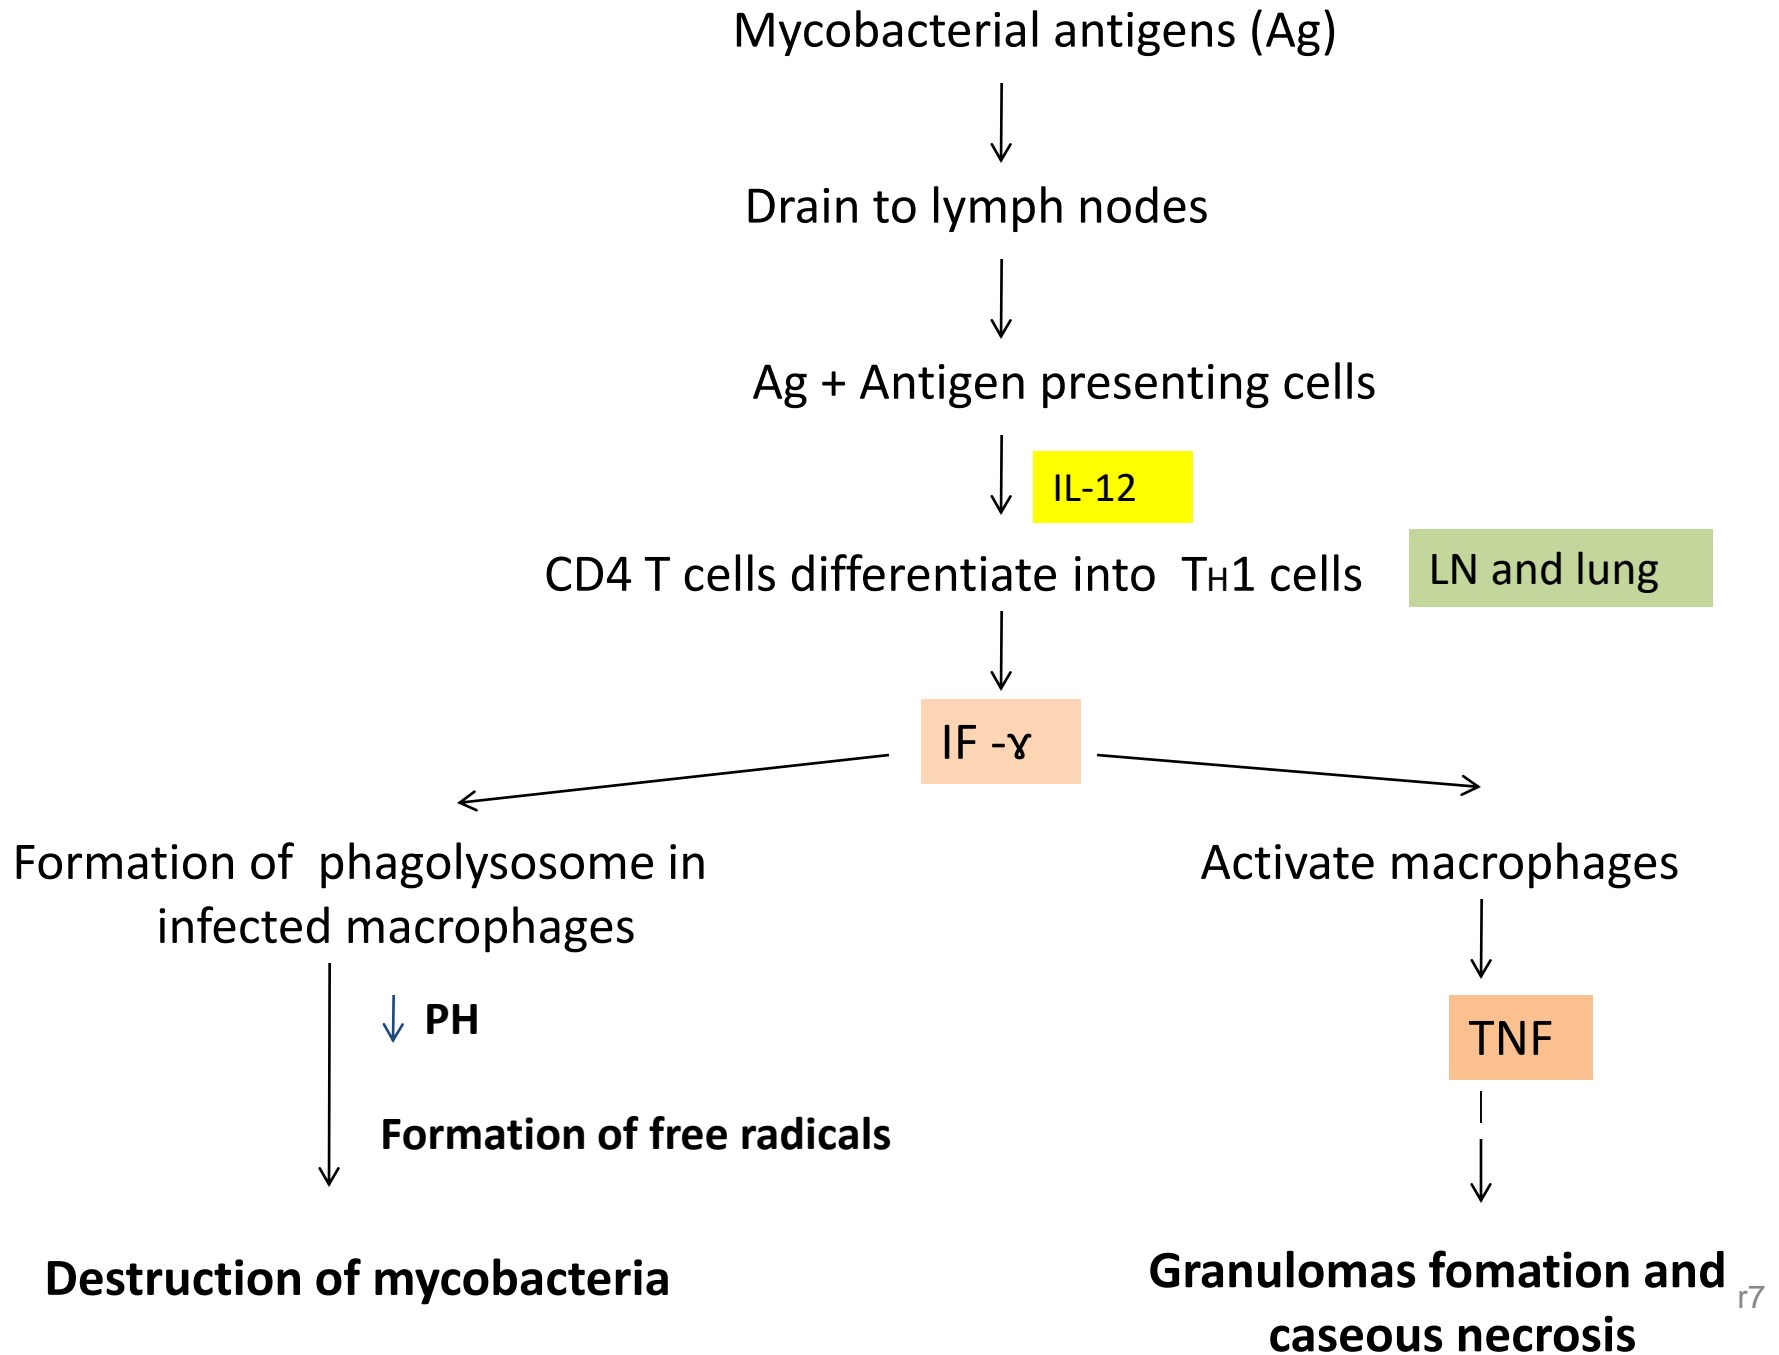 Mycobacterial antigens (Ag)
Drain to lymph nodes
Ag + Antigen presenting cells
IL-12
CD4 T cells differentiate into TH1 cells
LN and lung
IF -ɤ
Formation of phagolysosome in
infected macrophages
Activate macrophages
PH
TNF
Formation of free radicals
Destruction of mycobacteria
Granulomas fomation and
caseous necrosis
r7